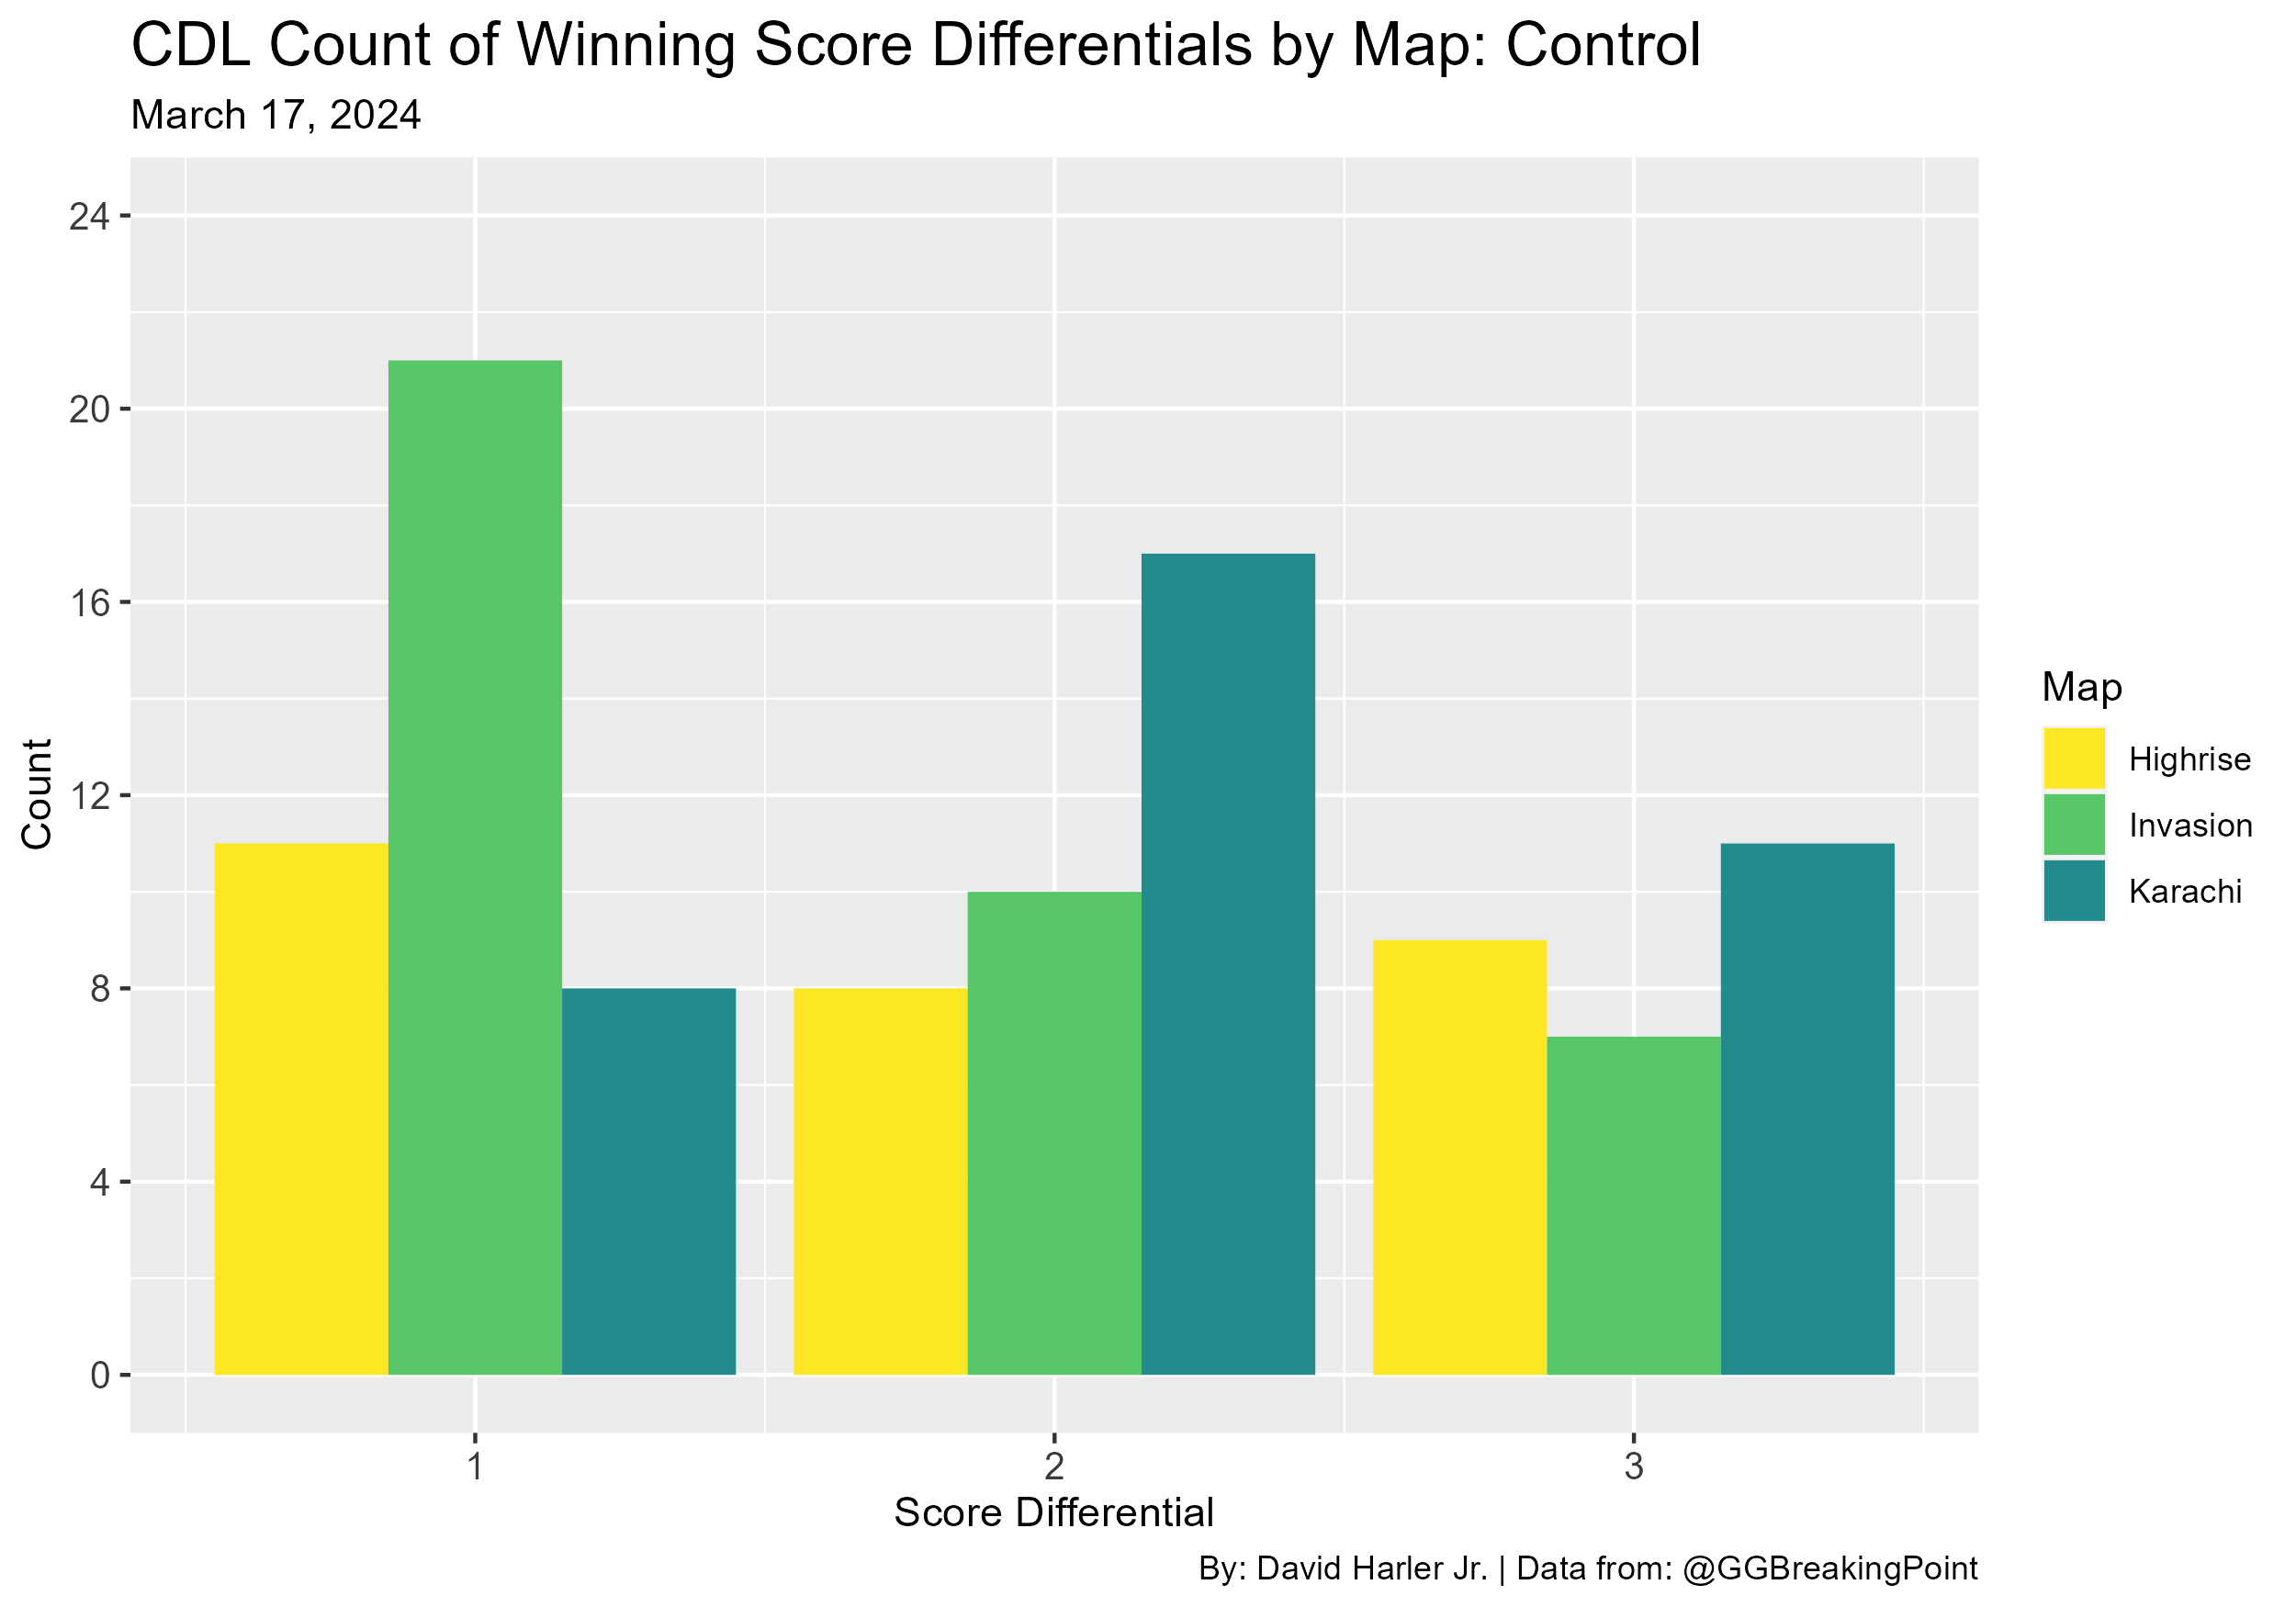 CDL Count of Winning Score Differentials by Map: Control
March 17, 2024
24
20
16
12
8
4
0
Count
1 2 3
Score Differential
Map
Highrise
Invasion
Karachi
By: David Harler Jr. | Data from: @GGBreakingPoint